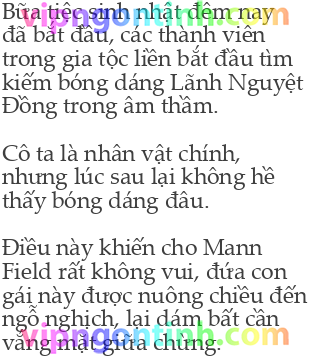 Bữa tiệc sinh nhật đêm nay
đã bắt đầu, các thành viên
trong gia tộc liền bắt đầu tìm
kiếm bóng dáng Lãnh Nguyệt
Đồng trong âm thầm.
Cô ta là nhân vật chính,
nhưng lúc sau lại không hề
thấy bóng dáng đâu.
Điều này khiến cho Mann
Field rất không vui, đứa con
gái này được nuông chiều đến
ngỗ nghịch, lại dám bất cần
vắng mặt giữa chừng.
vipngontinh.com
vipngontinh.com